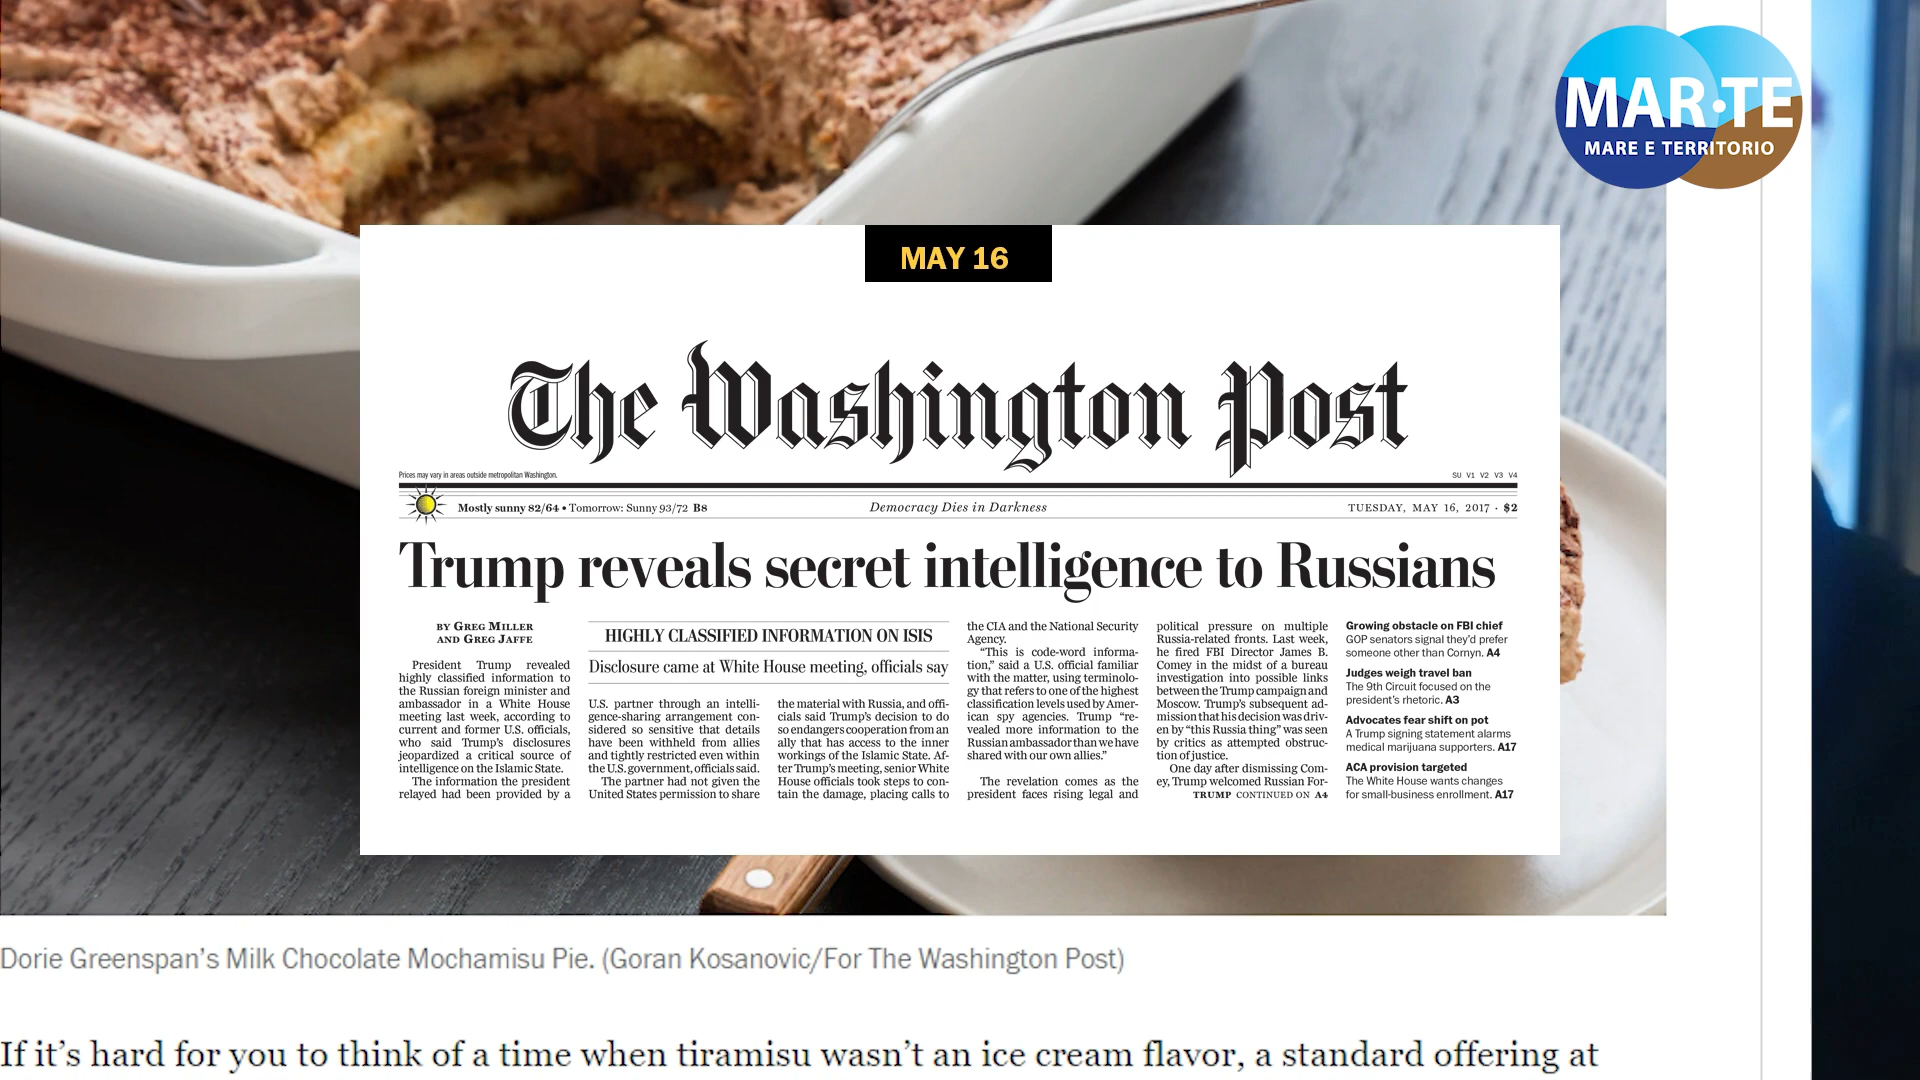 MAR·TE
MARE E TERRITORIO
MAY 16
The Washington Post
Prices may vary in areas outside metropolitan Washington.
SU V1 V2 V3 V4
Mostly sunny 82/64 • Tomorrow: Sunny 93/72 B8
Democracy Dies in Darkness
TUESDAY, MAY 16, 2017 · $2
Trump reveals secret intelligence to Russians
BY GREG MILLER
AND GREG JAFFE
President Trump revealed
highly classified information to
the Russian foreign minister and
ambassador in a White House
meeting last week, according to
current and former U.S. officials,
who said Trump's disclosures
jeopardized a critical source of
intelligence on the Islamic State.
The information the president
relayed had been provided by a
HIGHLY CLASSIFIED INFORMATION ON ISIS
Disclosure came at White House meeting, officials say
U.S. partner through an intelli-
gence-sharing arrangement con-
sidered so sensitive that details
have been withheld from allies
and tightly restricted even within
the U.S. government, officials said.
The partner had not given the
United States permission to share
the material with Russia, and offi-
cials said Trump's decision to do
so endangers cooperation from an
ally that has access to the inner
workings of the Islamic State. Af-
ter Trump's meeting, senior White
House officials took steps to con-
tain the damage, placing calls to
the CIA and the National Security
Agency.
"This is code-word informa-
tion," said a U.S. official familiar
with the matter, using terminolo-
gy that refers to one of the highest
classification levels used by Amer-
ican spy agencies. Trump "re-
vealed more information to the
Russian ambassador than we have
shared with our own allies."
The revelation comes as the
president faces rising legal and
political pressure on multiple
Russia-related fronts. Last week,
he fired FBI Director James B.
Comey in the midst of a bureau
investigation into possible links
between the Trump campaign and
Moscow. Trump's subsequent ad-
mission that his decision was driv-
en by "this Russia thing" was seen
by critics as attempted obstruc-
tion of justice.
One day after dismissing Com-
ey, Trump welcomed Russian For-
TRUMP CONTINUED ON A4
Growing obstacle on FBI chief
GOP senators signal they'd prefer
someone other than Cornyn. A4
Judges weigh travel ban
The 9th Circuit focused on the
president's rhetoric. A3
Advocates fear shift on pot
A Trump signing statement alarms
medical marijuana supporters. A17
ACA provision targeted
The White House wants changes
for small-business enrollment. A17
Dorie Greenspan's Milk Chocolate Mochamisu Pie. (Goran Kosanovic/For The Washington Post)
If it's hard for you to think of a time when tiramisu wasn't an ice cream flavor, a standard offering at